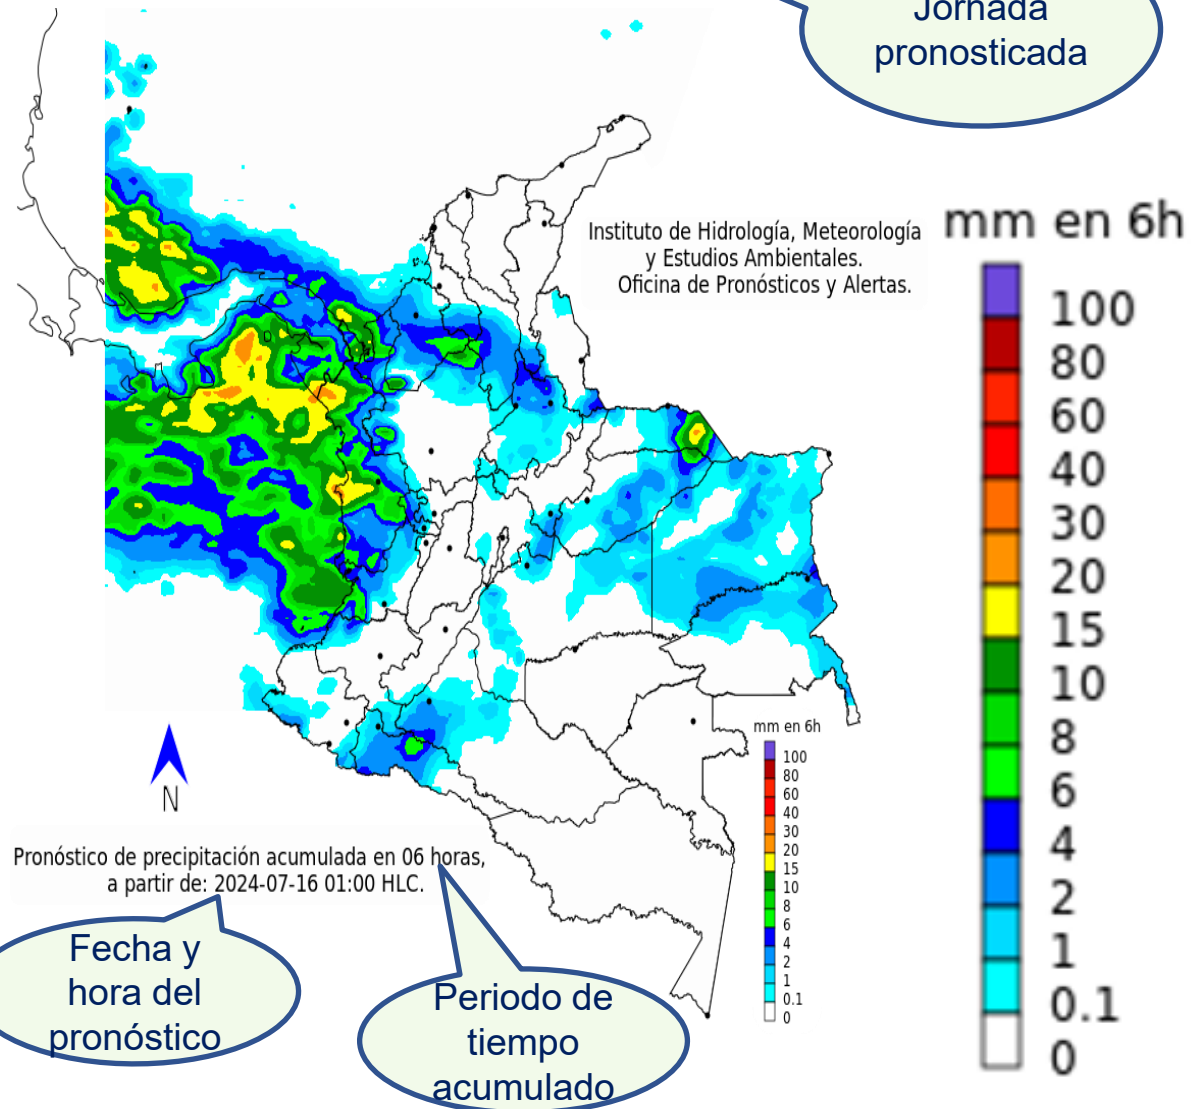 Jornada
pronosticada
Instituto de Hidrología, Meteorología
y Estudios Ambientales.
Oficina de Pronósticos y Alertas.
mm en 6h
100
80
60
40
30
20
15
10
8
6
4
2
1
0.1
0
mm en 6h
100
80
60
40
30
20
15
10
8
6
4
2
1
0.1
0
N
Pronóstico de precipitación acumulada en 06 horas,
a partir de: 2024-07-16 01:00 HLC.
Fecha y
hora del
pronóstico
Periodo de
tiempo
acumulado